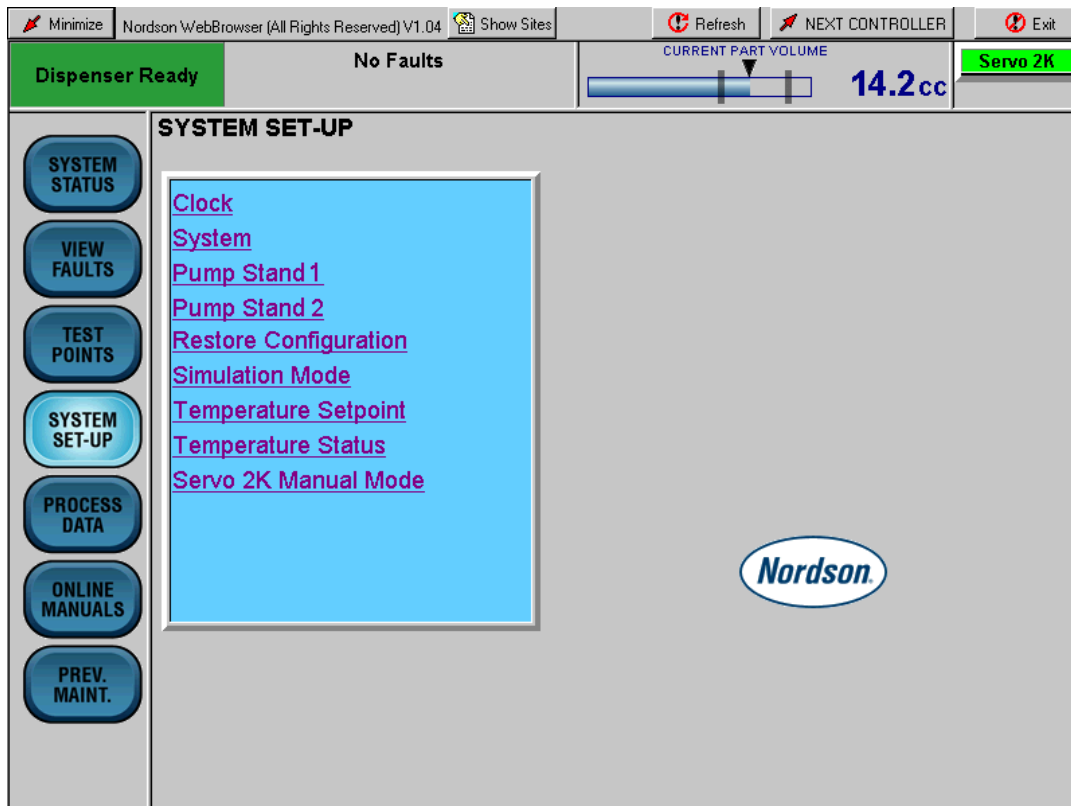 Minimize
Nordson WebBrowser (All Rights Reserved) V1.04
Show Sites
Refresh
NEXT CONTROLLER
Exit
Dispenser Ready
No Faults
CURRENT PART VOLUME
14.2cc
Servo 2K
SYSTEM SET-UP
SYSTEM
STATUS
VIEW
FAULTS
TEST
POINTS
SYSTEM
SET-UP
PROCESS
DATA
ONLINE
MANUALS
PREV.
MAINT.
Clock
System
Pump Stand 1
Pump Stand 2
Restore Configuration
Simulation Mode
Temperature Setpoint
Temperature Status
Servo 2K Manual Mode
Nordson.